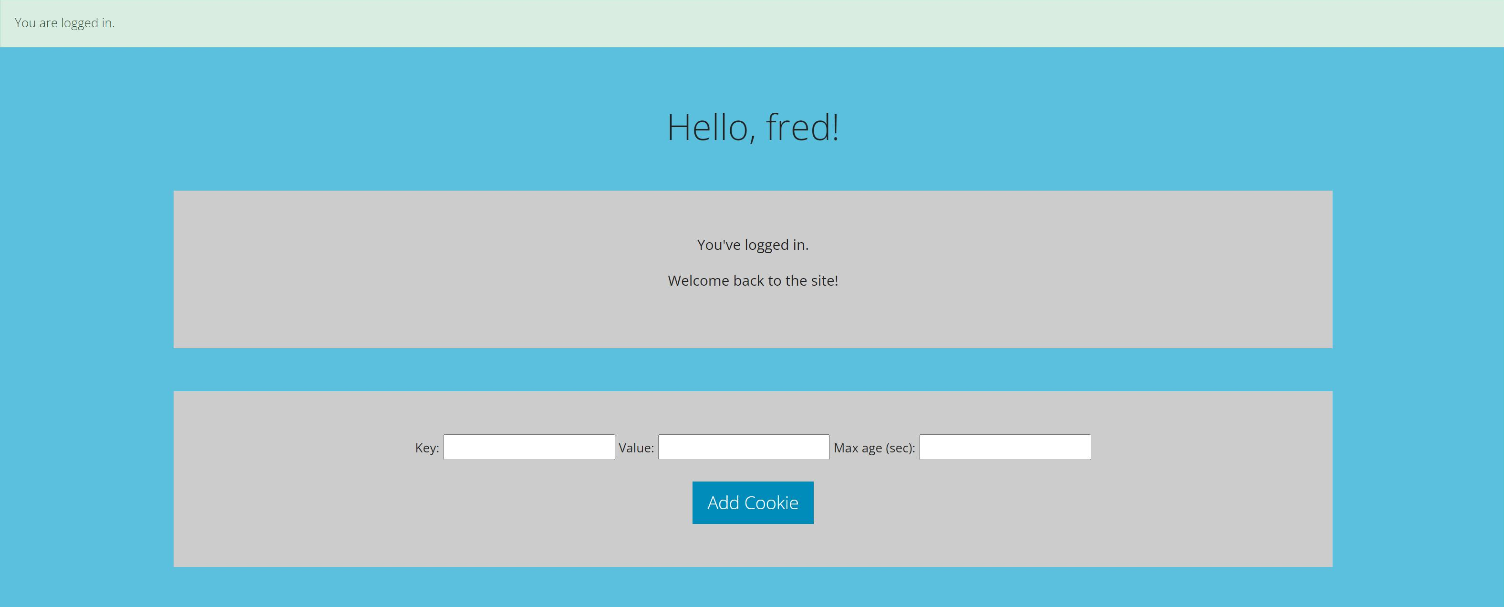 You are logged in.
Hello, fred!
You've logged in.
Welcome back to the site!
Key: Value: Max age (sec):
Add Cookie